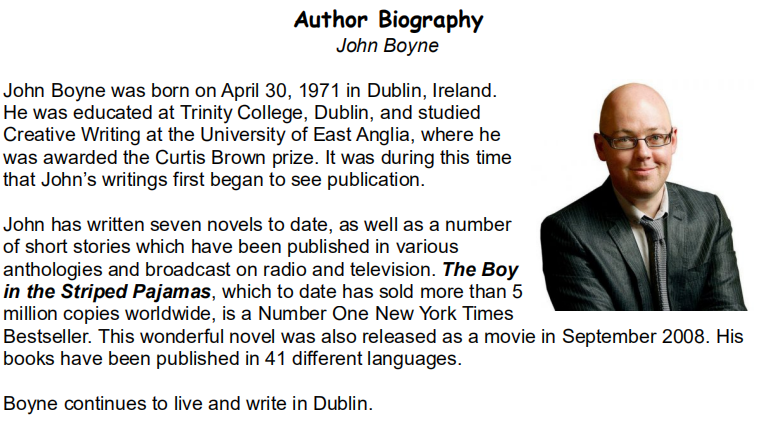 Author Biography
John Boyne
John Boyne was born on April 30, 1971 in Dublin, Ireland.
He was educated at Trinity College, Dublin, and studied
Creative Writing at the University of East Anglia, where he
was awarded the Curtis Brown prize. It was during this time
that John’s writings first began to see publication.
John has written seven novels to date, as well as a number
of short stories which have been published in various
anthologies and broadcast on radio and television. The Boy
in the Striped Pajamas, which to date has sold more than 5
million copies worldwide, is a Number One New York Times
Bestseller. This wonderful novel was also released as a movie in September 2008. His
books have been published in 41 different languages.
Boyne continues to live and write in Dublin.